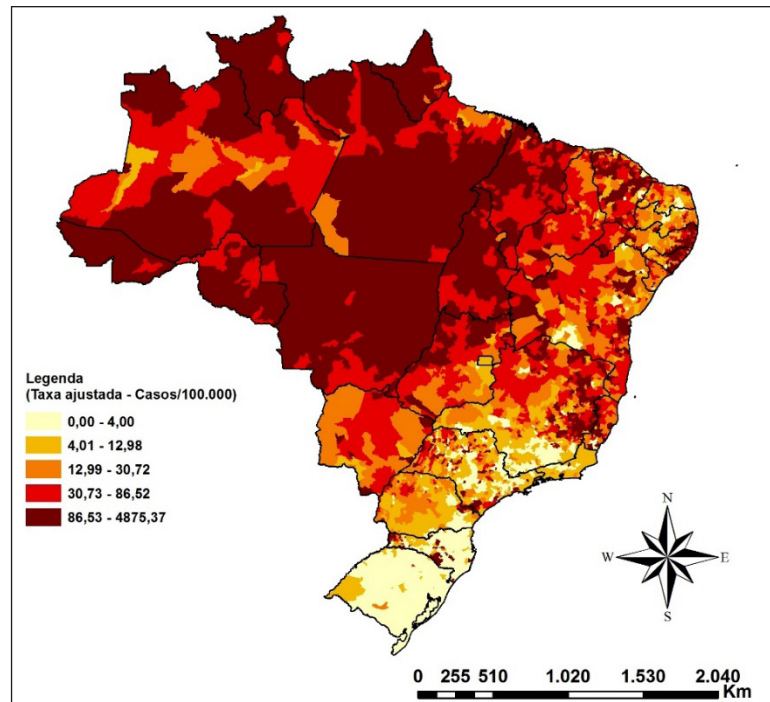 Legenda
(Taxa ajustada - Casos/100.000)
0,00 - 4,00
4,01 - 12,98
12,99 - 30,72
30,73 - 86,52
86,53 - 4875,37
N
W E
S
0 255 510 1.020 1.530 2.040
Km